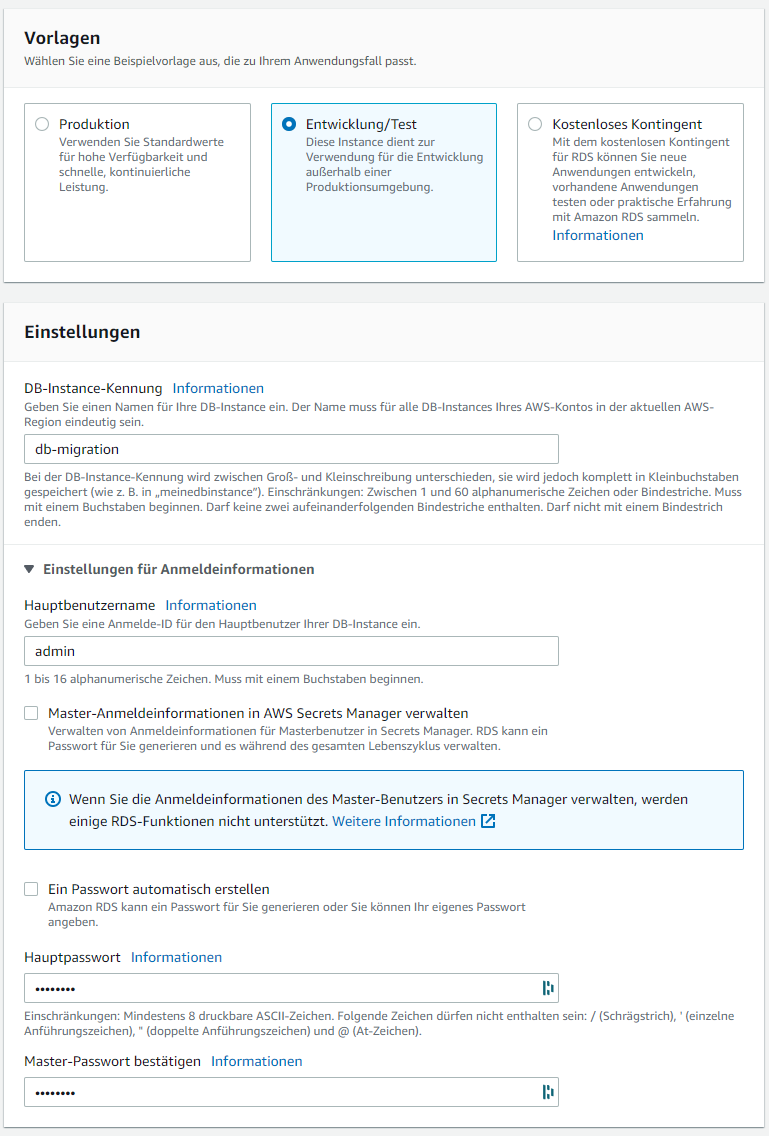 Vorlagen
Wählen Sie eine Beispielvorlage aus, die zu Ihrem Anwendungsfall passt.
Produktion
Verwenden Sie Standardwerte
für hohe Verfügbarkeit und
schnelle, kontinuierliche
Leistung.
Entwicklung/Test
Diese Instance dient zur
Verwendung für die Entwicklung
außerhalb einer
Produktionsumgebung.
Kostenloses Kontingent
Mit dem kostenlosen Kontingent
für RDS können Sie neue
Anwendungen entwickeln,
vorhandene Anwendungen
testen oder praktische Erfahrung
mit Amazon RDS sammeln.
Informationen
Einstellungen
DB-Instance-Kennung Informationen
Geben Sie einen Namen für Ihre DB-Instance ein. Der Name muss für alle DB-Instances Ihres AWS-Kontos in der aktuellen AWS-
Region eindeutig sein.
db-migration
Bei der DB-Instance-Kennung wird zwischen Groß- und Kleinschreibung unterschieden, sie wird jedoch komplett in Kleinbuchstaben
gespeichert (wie z. B. in „meinedbinstance"). Einschränkungen: Zwischen 1 und 60 alphanumerische Zeichen oder Bindestriche. Muss
mit einem Buchstaben beginnen. Darf keine zwei aufeinanderfolgenden Bindestriche enthalten. Darf nicht mit einem Bindestrich
enden.
Einstellungen für Anmeldeinformationen
Hauptbenutzername Informationen
Geben Sie eine Anmelde-ID für den Hauptbenutzer Ihrer DB-Instance ein.
admin
1 bis 16 alphanumerische Zeichen. Muss mit einem Buchstaben beginnen.
Master-Anmeldeinformationen in AWS Secrets Manager verwalten
Verwalten von Anmeldeinformationen für Masterbenutzer in Secrets Manager. RDS kann ein
Passwort für Sie generieren und es während des gesamten Lebenszyklus verwalten.
Wenn Sie die Anmeldeinformationen des Master-Benutzers in Secrets Manager verwalten, werden
einige RDS-Funktionen nicht unterstützt. Weitere Informationen
Ein Passwort automatisch erstellen
Amazon RDS kann ein Passwort für Sie generieren oder Sie können Ihr eigenes Passwort
angeben.
Hauptpasswort Informationen
••••••••
Einschränkungen: Mindestens 8 druckbare ASCII-Zeichen. Folgende Zeichen dürfen nicht enthalten sein: / (Schrägstrich), ' (einzelne
Anführungszeichen), " (doppelte Anführungszeichen) und @ (At-Zeichen).
Master-Passwort bestätigen Informationen
••••••••